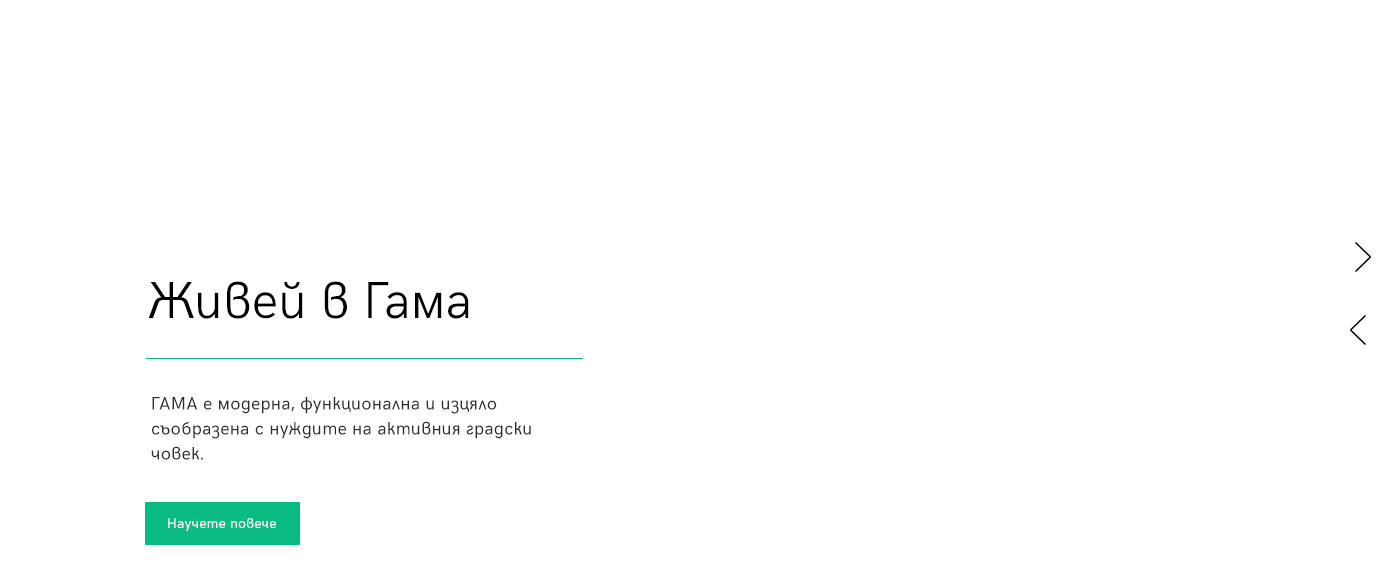 Живей в Гама
ГАМА е модерна, функционална и изцяло
съобразена с нуждите на активния градски
човек.
Научете повече